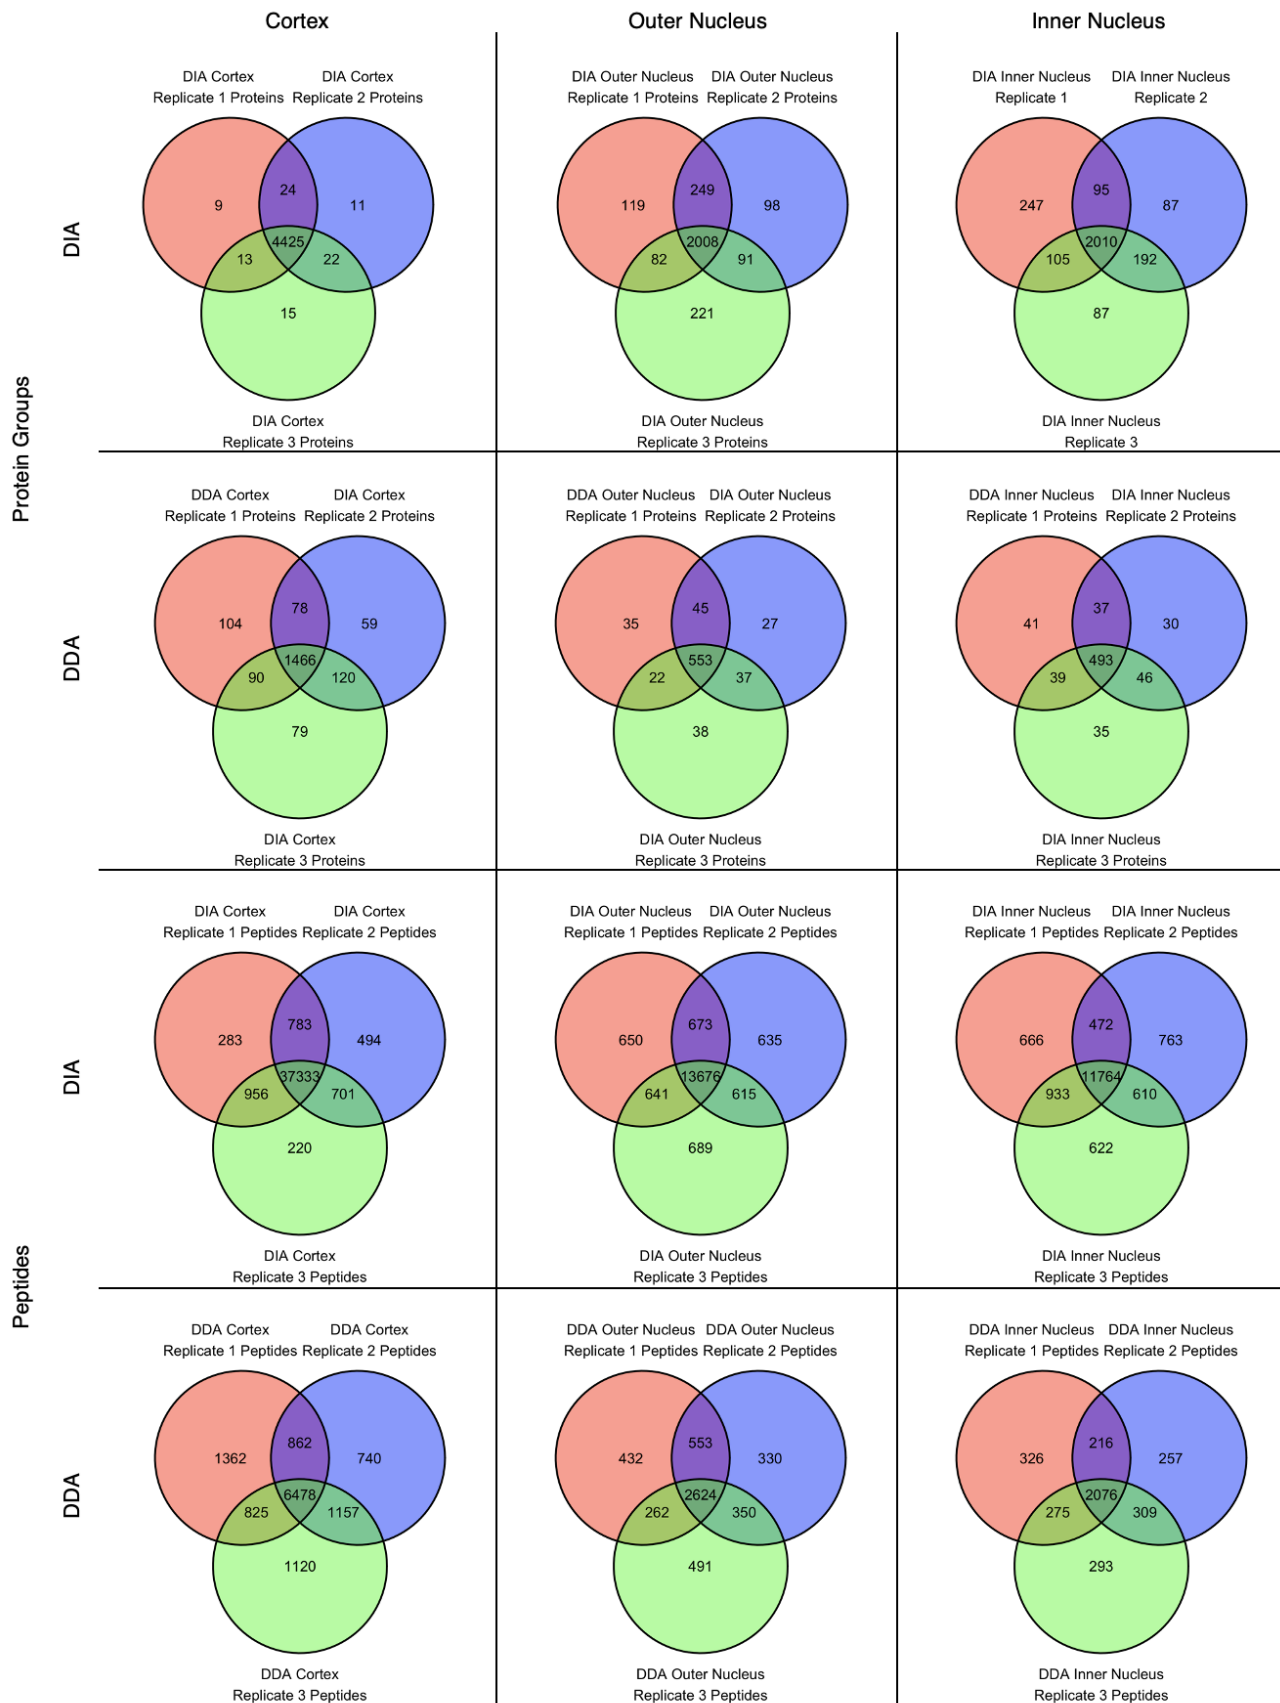 Cortex
Outer Nucleus
Inner Nucleus
Protein Groups
DIA
DIA Cortex
Replicate 1 Proteins
DIA Cortex
Replicate 2 Proteins
24
9
11
4425
13
22
15
DIA Cortex
Replicate 3 Proteins
DIA Outer Nucleus
Replicate 1 Proteins
DIA Outer Nucleus
Replicate 2 Proteins
249
119
98
2008
82
91
221
DIA Outer Nucleus
Replicate 3 Proteins
DIA Inner Nucleus
Replicate 1
DIA Inner Nucleus
Replicate 2
95
247
87
2010
105
192
87
DIA Inner Nucleus
Replicate 3
DDA
DDA Cortex
Replicate 1 Proteins
DIA Cortex
Replicate 2 Proteins
78
104
59
1466
90
120
79
DIA Cortex
Replicate 3 Proteins
DDA Outer Nucleus
Replicate 1 Proteins
DIA Outer Nucleus
Replicate 2 Proteins
45
35
27
553
22
37
38
DIA Outer Nucleus
Replicate 3 Proteins
DDA Inner Nucleus
Replicate 1 Proteins
DIA Inner Nucleus
Replicate 2 Proteins
37
41
30
493
39
46
35
DIA Inner Nucleus
Replicate 3 Proteins
Peptides
DIA
DIA Cortex
Replicate 1 Peptides
DIA Cortex
Replicate 2 Peptides
783
283
494
37333
956
701
220
DIA Cortex
Replicate 3 Peptides
DIA Outer Nucleus
Replicate 1 Peptides
DIA Outer Nucleus
Replicate 2 Peptides
673
650
635
13676
641
615
689
DIA Outer Nucleus
Replicate 3 Peptides
DIA Inner Nucleus
Replicate 1 Peptides
DIA Inner Nucleus
Replicate 2 Peptides
472
666
763
11764
933
610
622
DIA Inner Nucleus
Replicate 3 Peptides
DDA
DDA Cortex
Replicate 1 Peptides
DDA Cortex
Replicate 2 Peptides
862
1362
740
6478
825
1157
1120
DDA Cortex
Replicate 3 Peptides
DDA Outer Nucleus
Replicate 1 Peptides
DDA Outer Nucleus
Replicate 2 Peptides
553
432
330
2624
262
350
491
DDA Outer Nucleus
Replicate 3 Peptides
DDA Inner Nucleus
Replicate 1 Peptides
DDA Inner Nucleus
Replicate 2 Peptides
216
326
257
2076
275
309
293
DDA Inner Nucleus
Replicate 3 Peptides